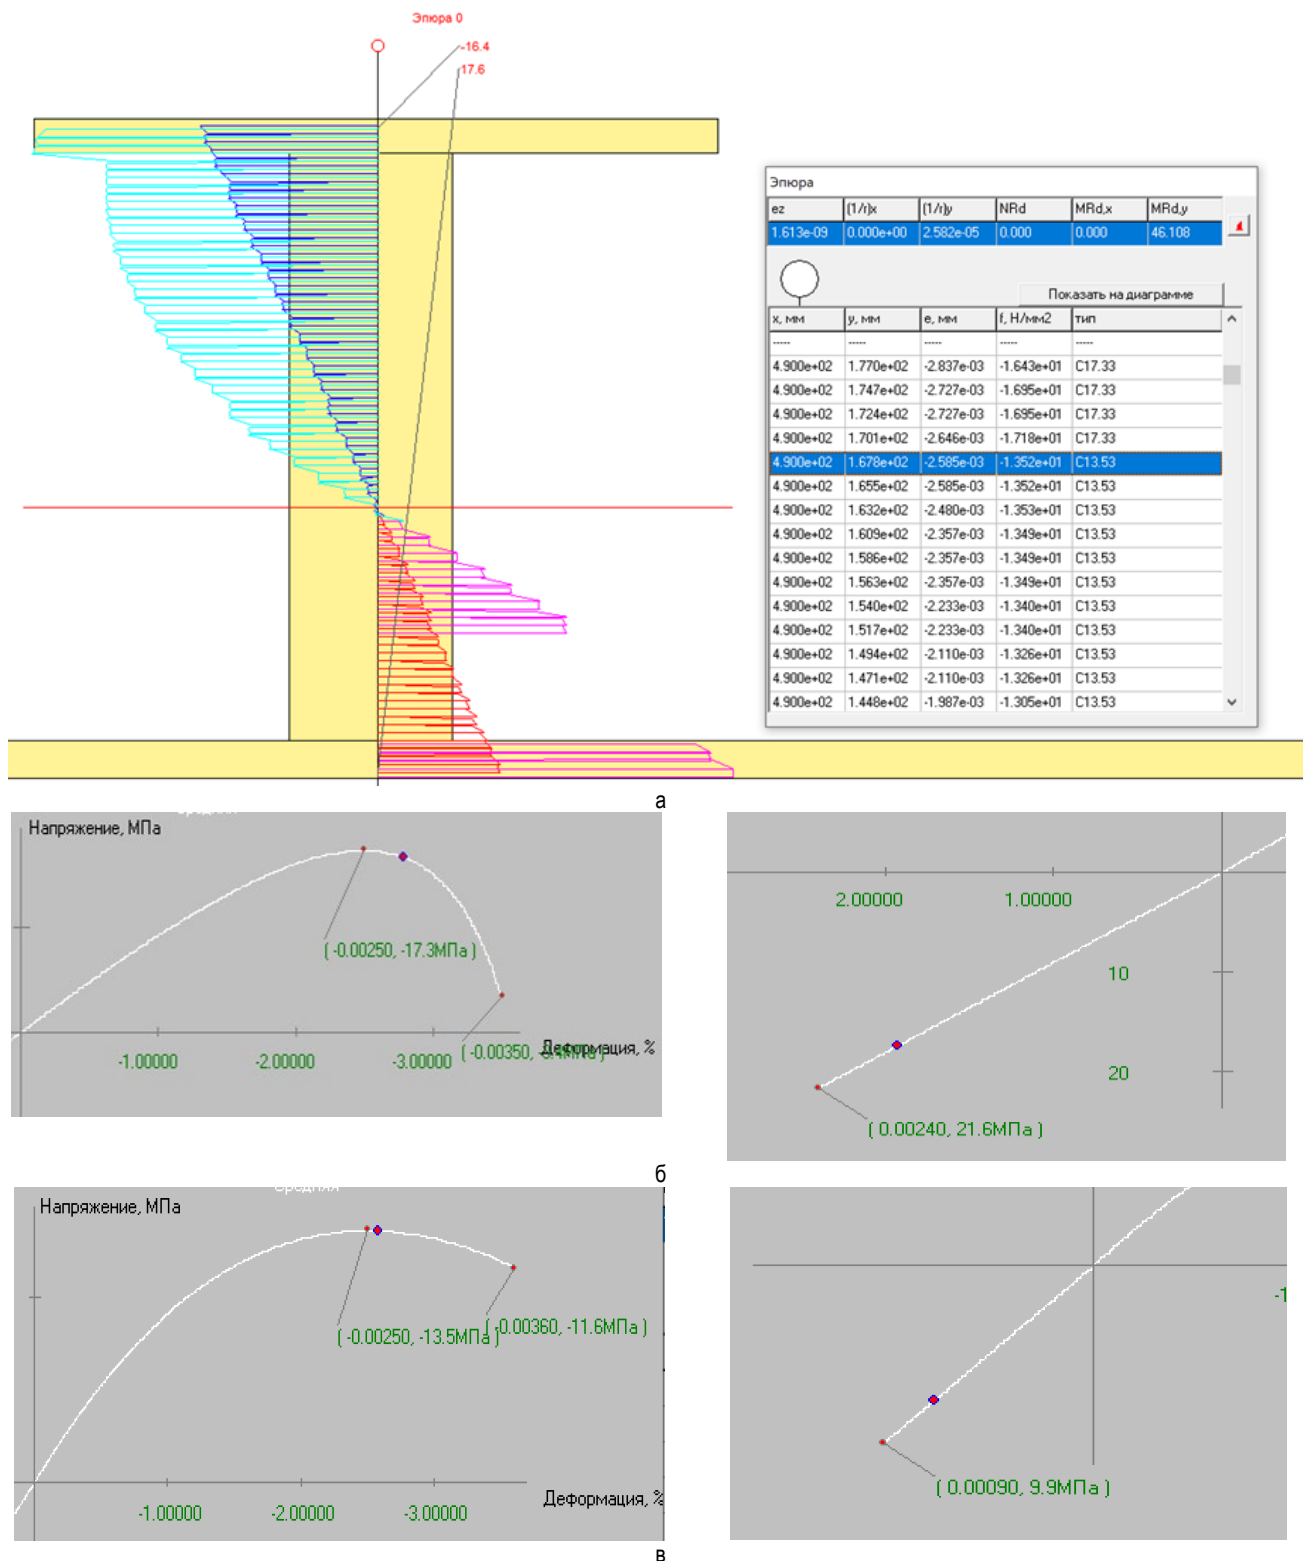 Эпюра 0
-16.4
17.6
Эпюра
ez (1/r)x (1/r)y NRd MRd,x MRd,y
1.613e-09 0.000e+00 2.582e-05 0.000 0.000 46.108
Показать на диаграмме
x, мм y, мм e, мм f, Н/мм2 тип
----- ----- ----- ----- -----
4.900e+02 1.770e+02 -2.837e-03 -1.643e+01 C17.33
4.900e+02 1.747e+02 -2.727e-03 -1.695e+01 C17.33
4.900e+02 1.724e+02 -2.727e-03 -1.695e+01 C17.33
4.900e+02 1.701e+02 -2.646e-03 -1.718e+01 C17.33
4.900e+02 1.678e+02 -2.585e-03 -1.352e+01 C13.53
4.900e+02 1.655e+02 -2.585e-03 -1.352e+01 C13.53
4.900e+02 1.632e+02 -2.480e-03 -1.353e+01 C13.53
4.900e+02 1.609e+02 -2.357e-03 -1.349e+01 C13.53
4.900e+02 1.586e+02 -2.357e-03 -1.349e+01 C13.53
4.900e+02 1.563e+02 -2.357e-03 -1.349e+01 C13.53
4.900e+02 1.540e+02 -2.233e-03 -1.340e+01 C13.53
4.900e+02 1.517e+02 -2.233e-03 -1.340e+01 C13.53
4.900e+02 1.494e+02 -2.110e-03 -1.326e+01 C13.53
4.900e+02 1.471e+02 -2.110e-03 -1.326e+01 C13.53
4.900e+02 1.448e+02 -1.987e-03 -1.305e+01 C13.53
а
Напряжение, МПа
( -0.00250, -17.3МПа )
-1.00000 -2.00000 -3.00000
( -0.00350,
Деформация, %
2.00000 1.00000
10
20
( 0.00240, 21.6МПа )
б
Средняя
Напряжение, МПа
( -0.00250, -13.5МПа )
( -0.00360, -11.6МПа )
-1.00000 -2.00000 -3.00000
Деформация, %
-1
( 0.00090, 9.9МПа )
в